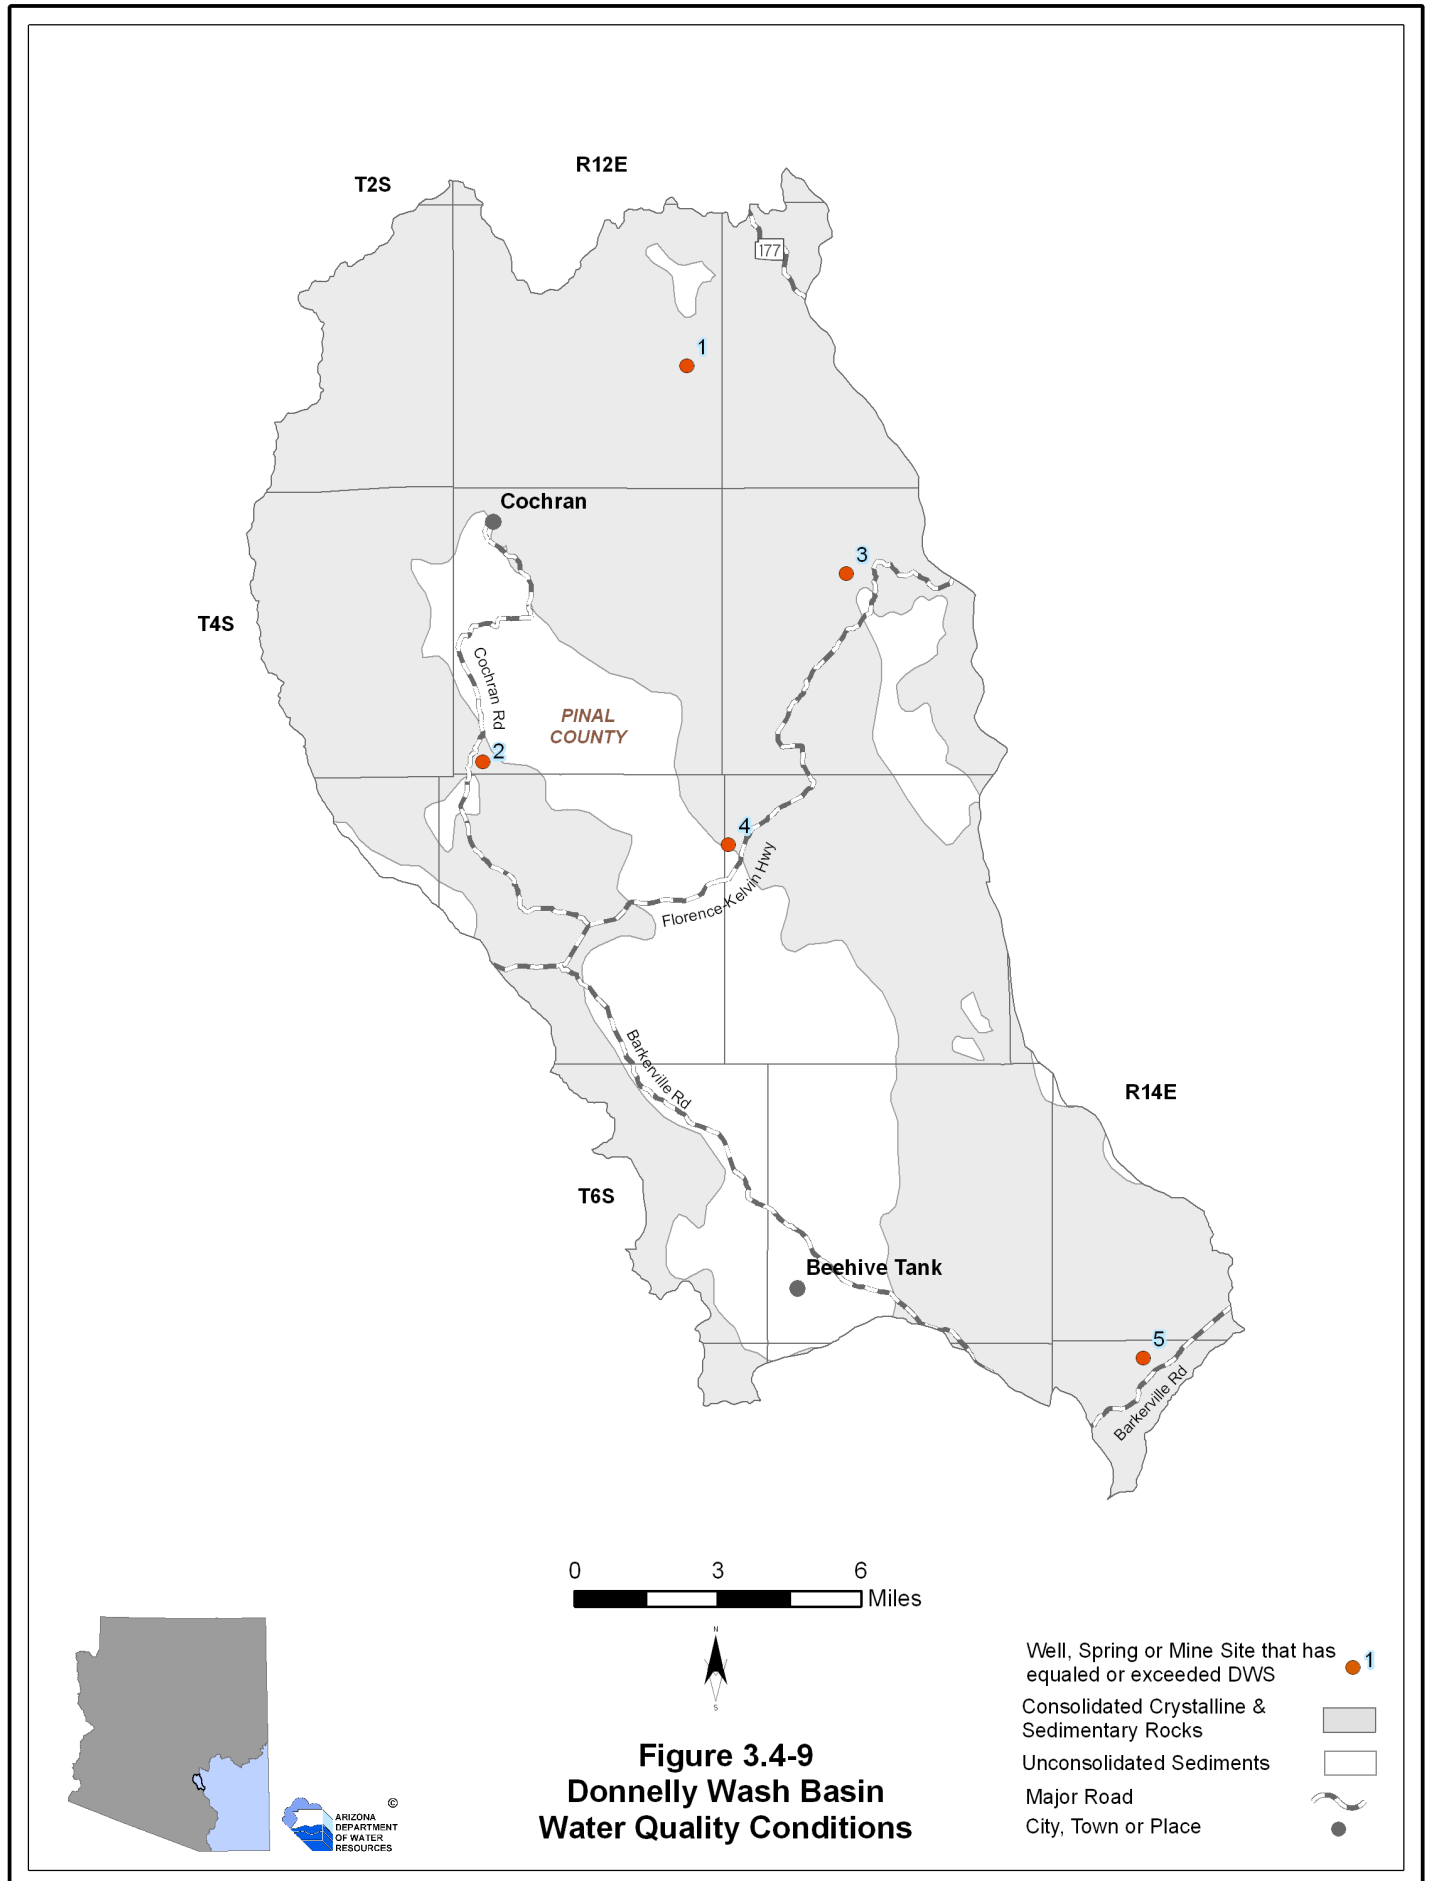 R12E
T2S
177
1
Cochran
3
T4S
Cochran Rd
PINAL
COUNTY
2
4
Florence-Kelvin Hwy
Barkerville Rd
R14E
T6S
Beehive Tank
5
Barkerville Rd
0 3 6
Miles
N
S
Well, Spring or Mine Site that has
equaled or exceeded DWS
1
Consolidated Crystalline &
Sedimentary Rocks
Unconsolidated Sediments
Major Road
City, Town or Place
Figure 3.4-9
Donnelly Wash Basin
Water Quality Conditions
©
ARIZONA
DEPARTMENT
OF WATER
RESOURCES